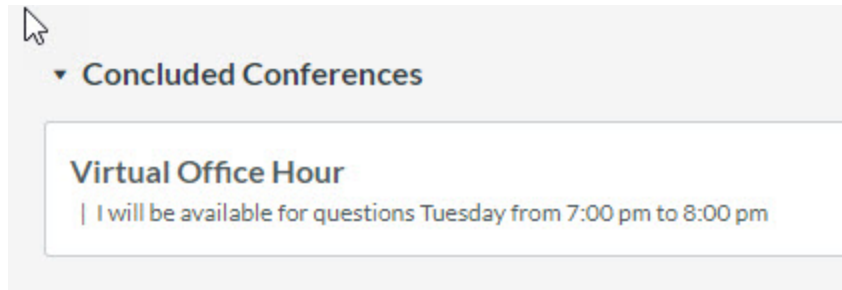 Concluded Conferences
Virtual Office Hour
| I will be available for questions Tuesday from 7:00 pm to 8:00 pm